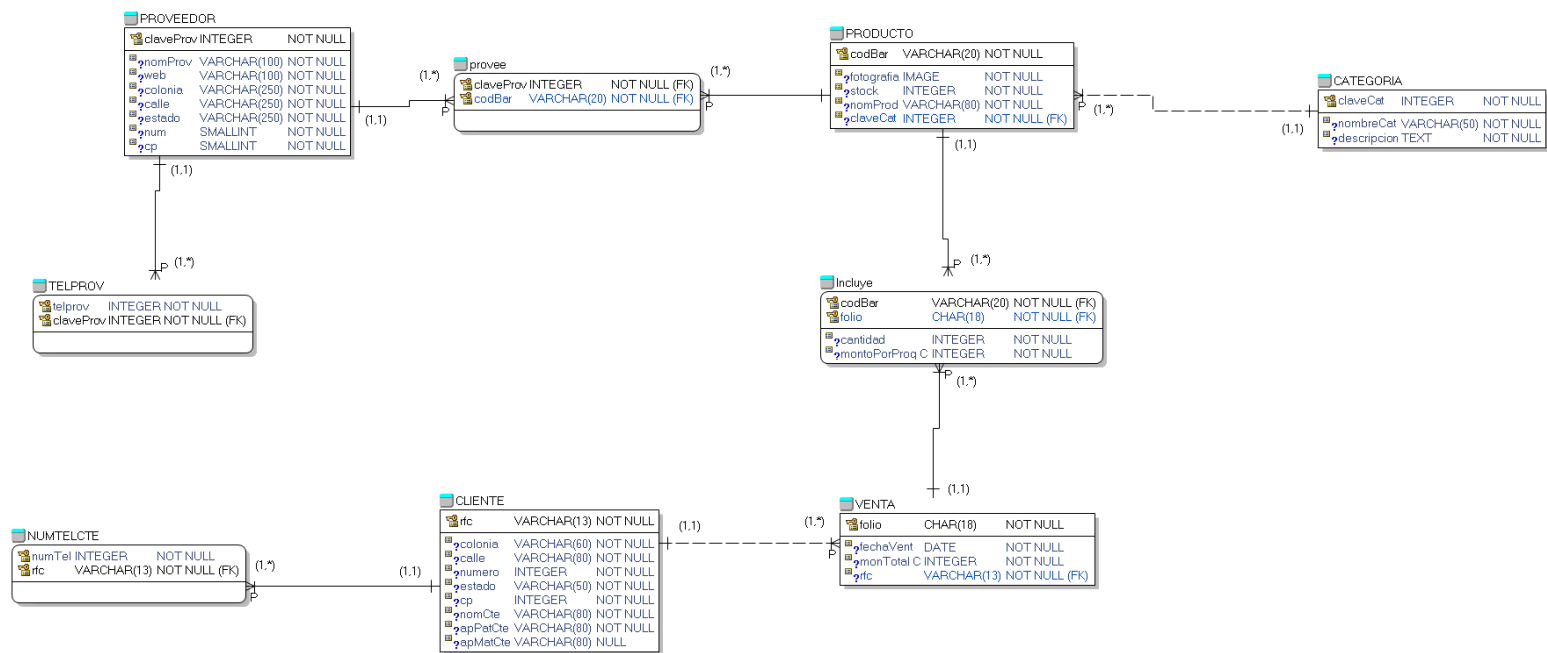 PROVEEDOR
claveProv INTEGER NOT NULL
nomProv VARCHAR(100) NOT NULL
web VARCHAR(100) NOT NULL
colonia VARCHAR(250) NOT NULL
calle VARCHAR(250) NOT NULL
estado VARCHAR(250) NOT NULL
num SMALLINT NOT NULL
cp SMALLINT NOT NULL
(1,1)
(1,*)
provee
claveProv INTEGER NOT NULL (FK)
codBar VARCHAR(20) NOT NULL (FK)
P
P
(1,*)
PRODUCTO
codBar VARCHAR(20) NOT NULL
fotografia IMAGE NOT NULL
stock INTEGER NOT NULL
nomProd VARCHAR(80) NOT NULL
claveCat INTEGER NOT NULL (FK)
P
(1,*)
(1,1)
CATEGORIA
claveCat INTEGER NOT NULL
nombreCat VARCHAR(50) NOT NULL
descripcion TEXT NOT NULL
(1,1)
P
(1,*)
TELPROV
telprov INTEGER NOT NULL
claveProv INTEGER NOT NULL (FK)
(1,1)
P
(1,*)
Incluye
codBar VARCHAR(20) NOT NULL (FK)
folio CHAR(18) NOT NULL (FK)
cantidad INTEGER NOT NULL
montoPorProq C INTEGER NOT NULL
P
(1,*)
(1,1)
NUMTELCTE
numTel INTEGER NOT NULL
rfc VARCHAR(13) NOT NULL (FK)
(1,*)
P
(1,1)
CLIENTE
rfc VARCHAR(13) NOT NULL
colonia VARCHAR(60) NOT NULL
calle VARCHAR(80) NOT NULL
numero INTEGER NOT NULL
estado VARCHAR(50) NOT NULL
cp INTEGER NOT NULL
nomCte VARCHAR(80) NOT NULL
apPatCte VARCHAR(80) NOT NULL
apMatCte VARCHAR(80) NULL
(1,1)
(1,*)
P
VENTA
folio CHAR(18) NOT NULL
fechaVent DATE NOT NULL
monTotal C INTEGER NOT NULL
rfc VARCHAR(13) NOT NULL (FK)